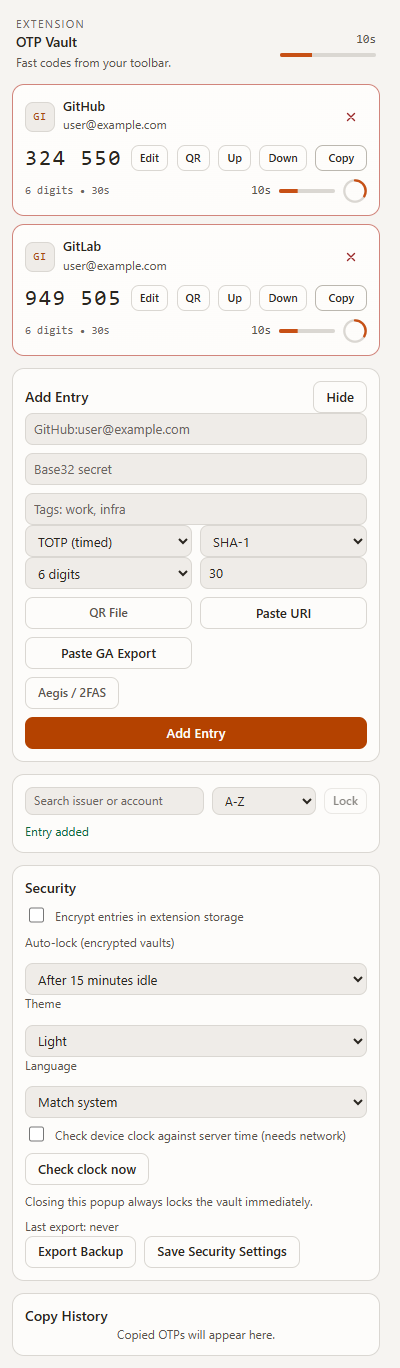 EXTENSION
OTP Vault
10s
Fast codes from your toolbar.
GI
GitHub
user@example.com
×
324 550 Edit QR Up Down Copy
6 digits • 30s 10s
GI
GitLab
user@example.com
×
949 505 Edit QR Up Down Copy
6 digits • 30s 10s
Add Entry Hide
GitHub:user@example.com
Base32 secret
Tags: work, infra
TOTP (timed) SHA-1
6 digits 30
QR File Paste URI
Paste GA Export
Aegis / 2FAS
Add Entry
Search issuer or account A-Z Lock
Entry added
Security
Encrypt entries in extension storage
Auto-lock (encrypted vaults)
After 15 minutes idle
Theme
Light
Language
Match system
Check device clock against server time (needs network)
Check clock now
Closing this popup always locks the vault immediately.
Last export: never
Export Backup Save Security Settings
Copy History
Copied OTPs will appear here.